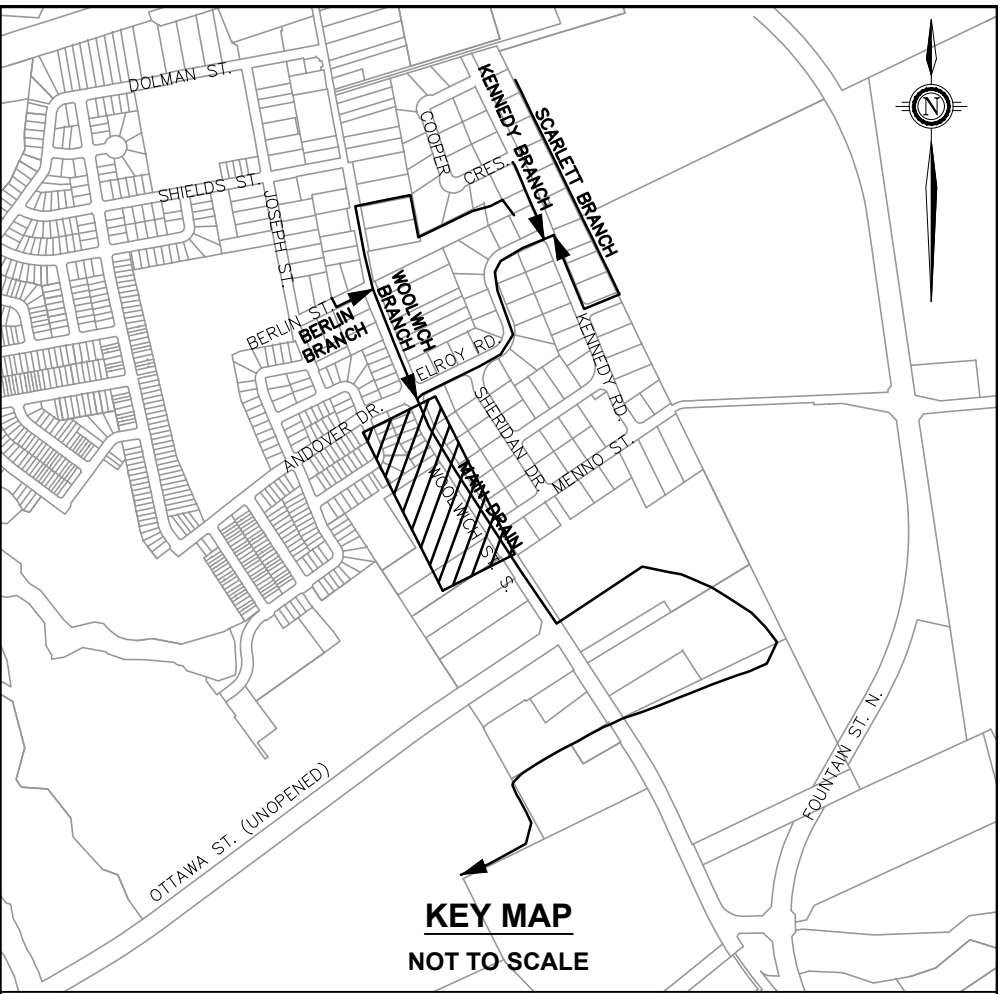 DOLMAN ST.
N
KENNEDY BRANCH
SCARLETT BRANCH
COOPER
CRES.
SHIELDS ST.
JOSEPH ST.
WOOLWICH
BRANCH
BERLIN ST.
BERLIN
BRANCH
ELROY RD.
KENNEDY RD.
SHERIDAN DR.
ANDOVER DR.
MENNO ST.
MAIN DRAIN
WOOLWICH ST. S.
FOUNTAIN ST. N.
OTTAWA ST. (UNOPENED)
KEY MAP
NOT TO SCALE